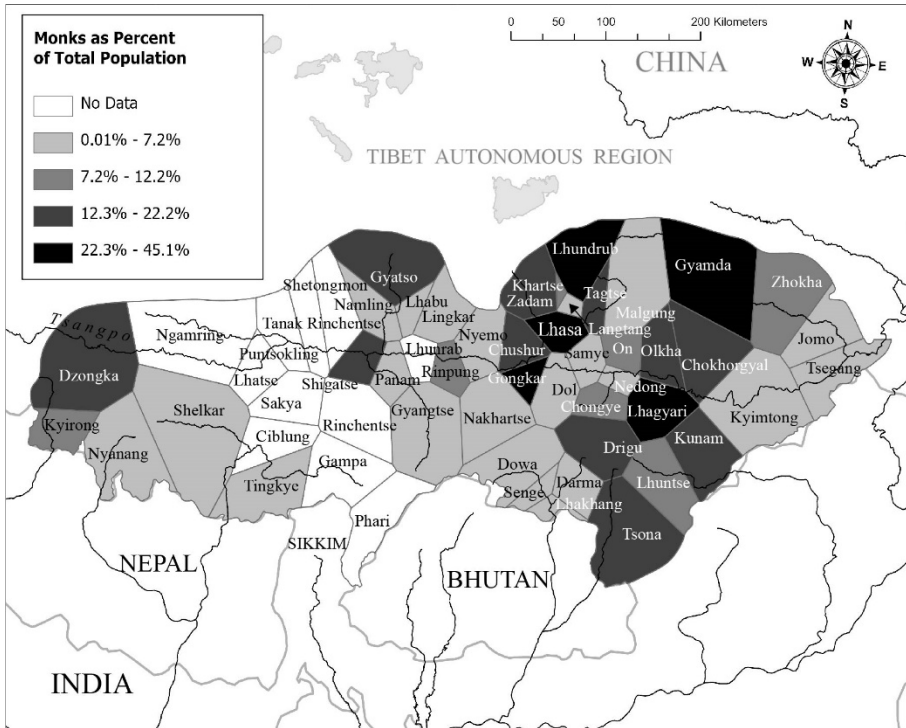 Monks as Percent
of Total Population
No Data
0.01% - 7.2%
7.2% - 12.2%
12.3% - 22.2%
22.3% - 45.1%
0 50 100 200 Kilometers
N
W E
S
CHINA
TIBET AUTONOMOUS REGION
Lhundrub
Gyamda
Gyatso
Shetongmon
Khartse
Zhokha
Zadam
Tagtse
Namling
Lhabu
Lingkar
Malgung
Tsangpo
Ngamring
Tanak Rinchentse
Nyemo
Lhasa
Langtang
Jomo
Puntsokling
Lhunrab
Chushur
Samye
On
Olkha
Chokhorgyal
Tsegang
Dzongka
Lhatse
Shigatse
Panam
Rinpung
Gongkar
Dol
Nedong
Shelkar
Sakya
Gyangtse
Nakhartse
Chongye
Lhagyari
Kyimtong
Kyirong
Rinchentse
Ciblung
Drigu
Kunam
Nyanang
Gampa
Dowa
Tingkye
Senge
Darma
Lhuntse
Lhakhang
Phari
Tsona
SIKKIM
NEPAL
BHUTAN
INDIA